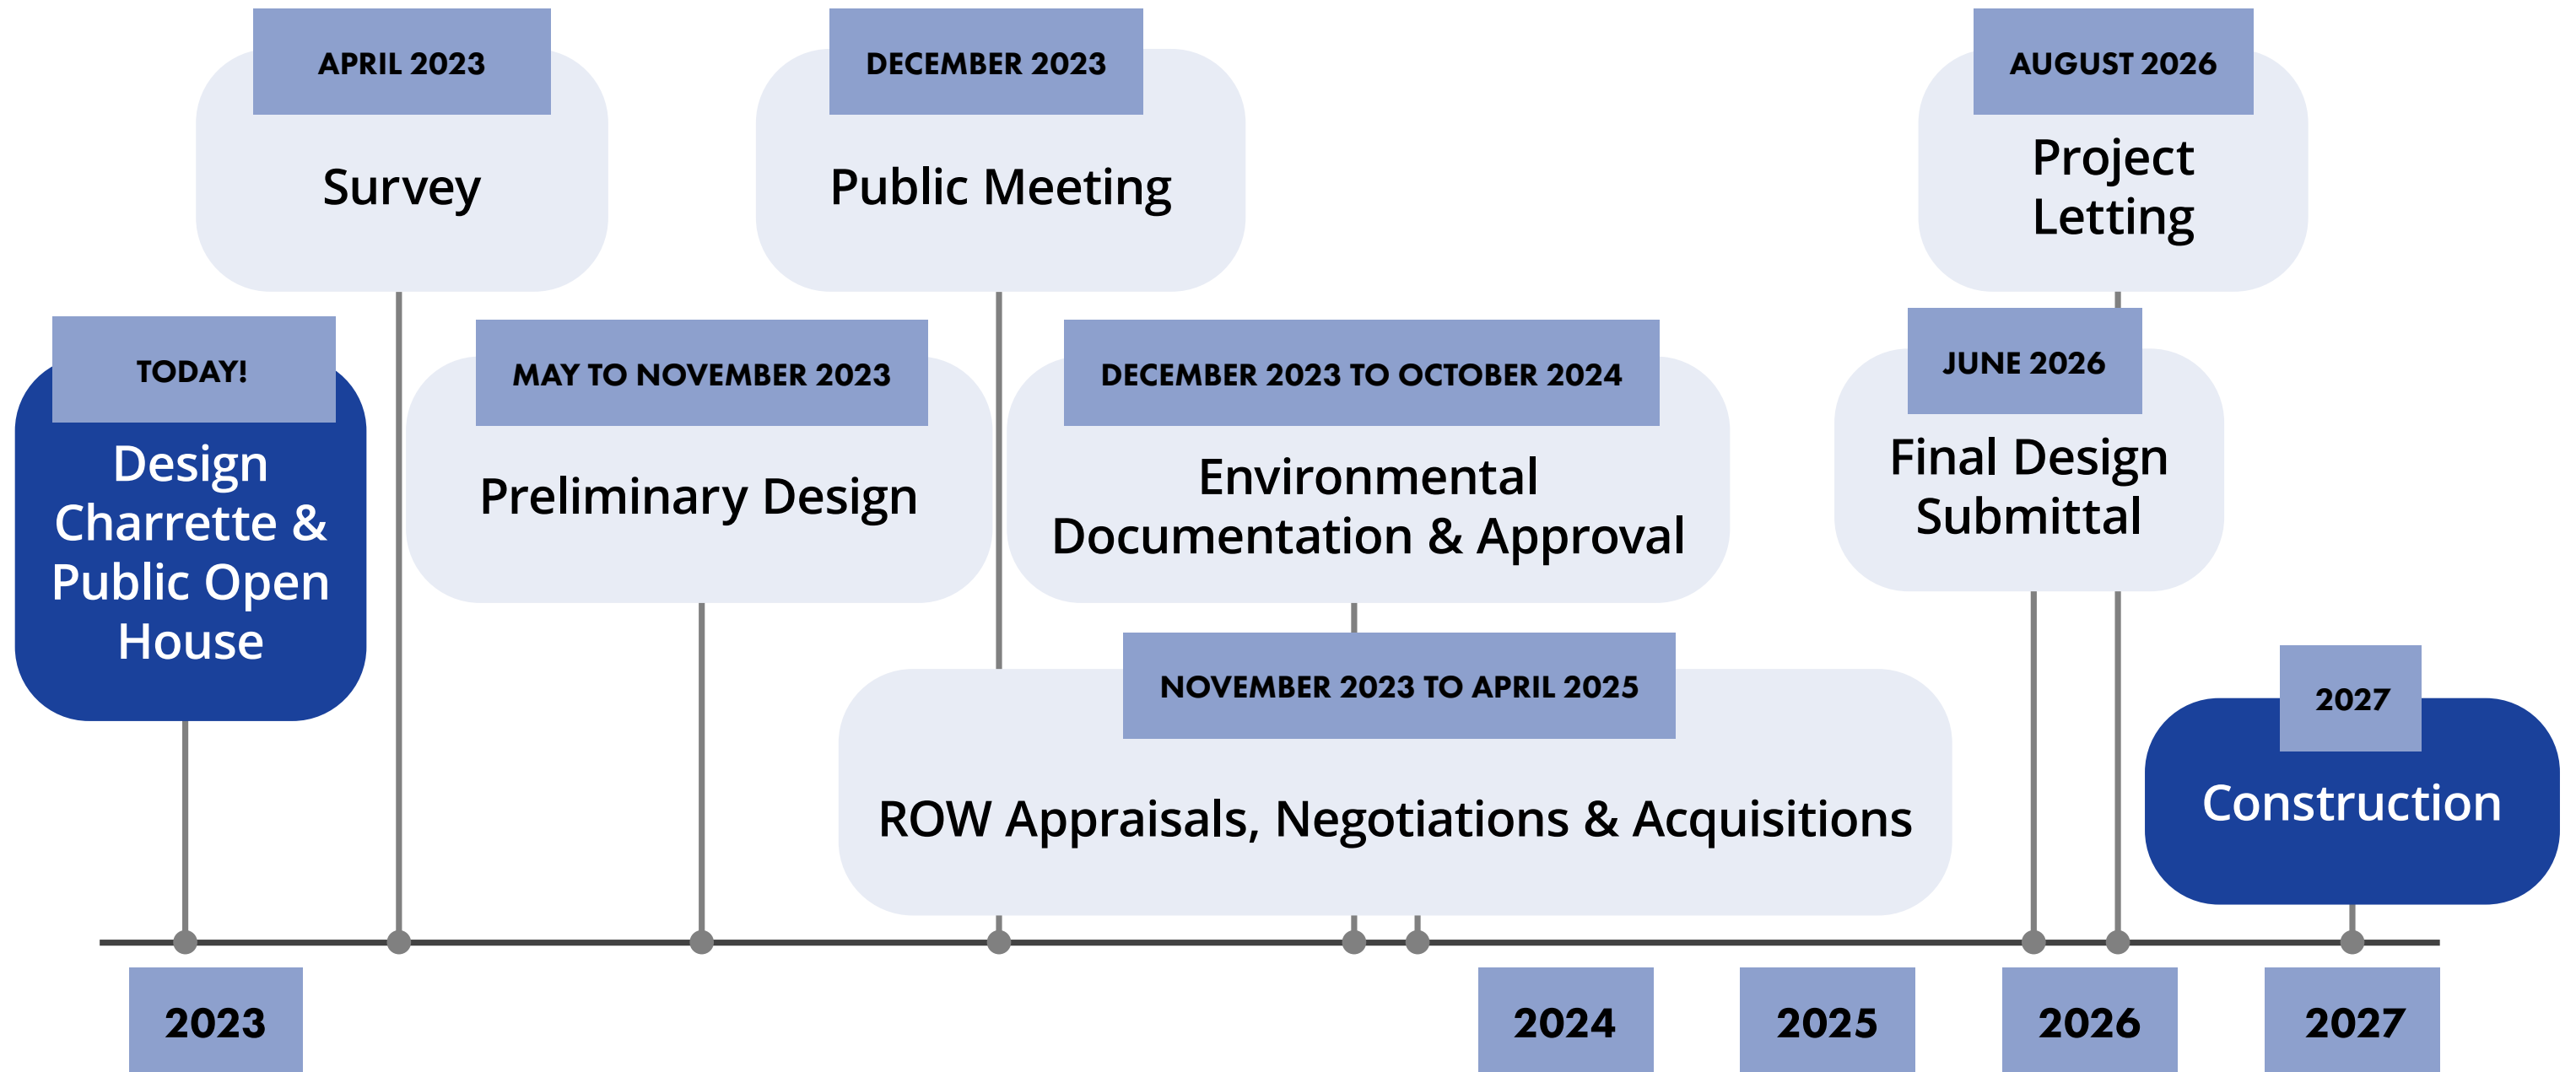 APRIL 2023
Survey
DECEMBER 2023
Public Meeting
AUGUST 2026
Project
Letting
TODAY!
Design
Charrette &
Public Open
House
MAY TO NOVEMBER 2023
Preliminary Design
DECEMBER 2023 TO OCTOBER 2024
Environmental
Documentation & Approval
JUNE 2026
Final Design
Submittal
NOVEMBER 2023 TO APRIL 2025
ROW Appraisals, Negotiations & Acquisitions
2027
Construction
2023
2024
2025
2026
2027